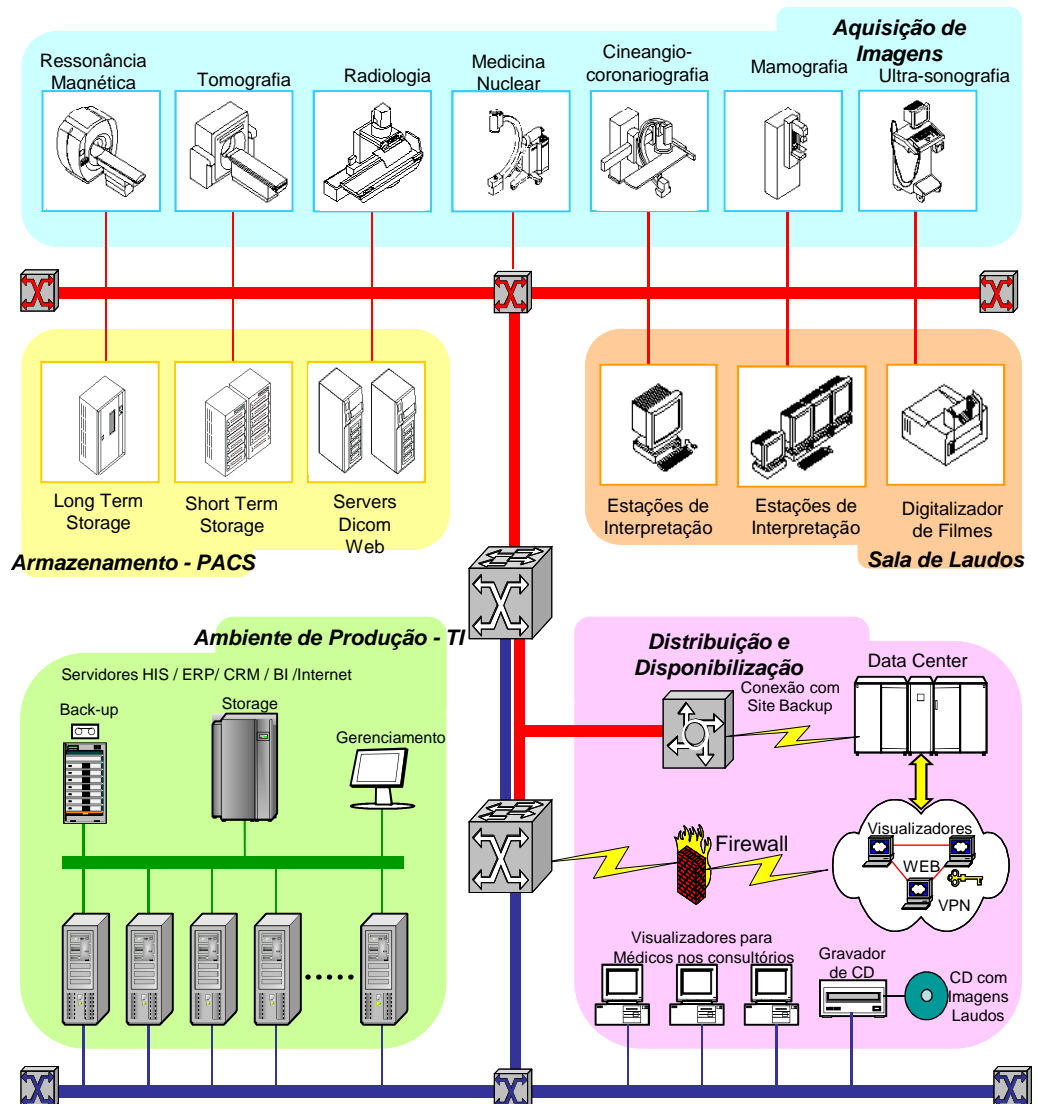 Aquisição de
Imagens
Ressonância
Magnética
Tomografia
Radiologia
Medicina
Nuclear
Cineangio-
coronariografia
Mamografia
Ultra-sonografia
Long Term
Storage
Short Term
Storage
Servers
Dicom
Web
Armazenamento - PACS
Estações de
Interpretação
Estações de
Interpretação
Digitalizador
de Filmes
Sala de Laudos
Ambiente de Produção - TI
Servidores HIS / ERP/ CRM / BI /Internet
Back-up
Storage
Gerenciamento
Distribuição e
Disponibilização
Data Center
Conexão com
Site Backup
Firewall
Visualizadores
WEB
VPN
Visualizadores para
Médicos nos consultórios
Gravador
de CD
CD com
Imagens
Laudos